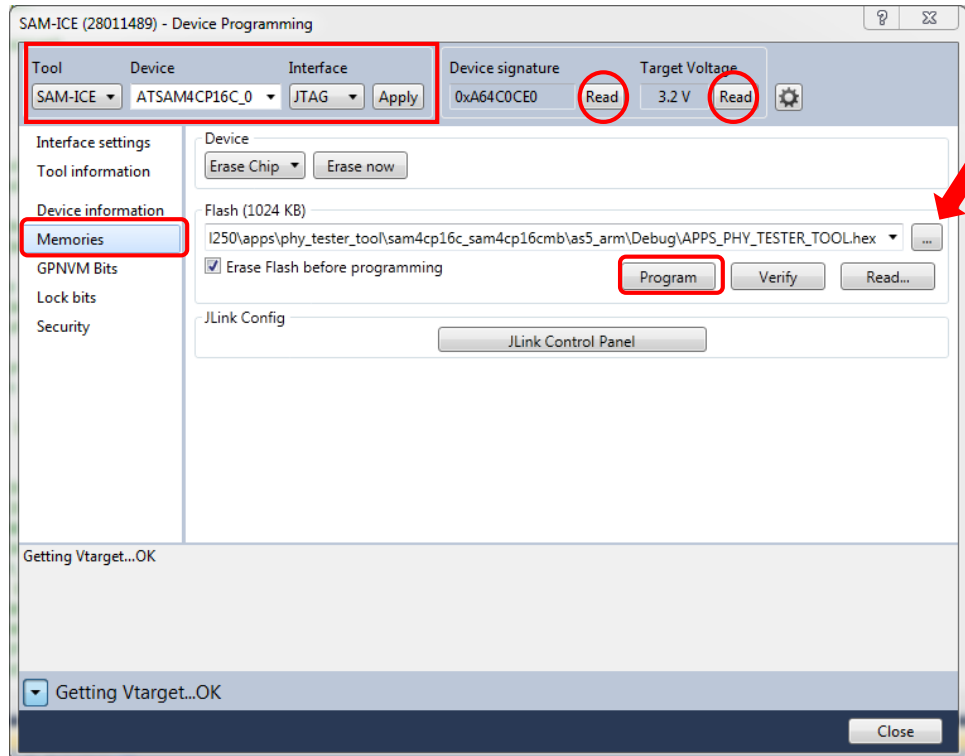 SAM-ICE (28011489) - Device Programming
Tool Device Interface Device signature Target Voltage
SAM-ICE ATSAM4CP16C_0 JTAG Apply 0xA64C0CE0 Read 3.2 V Read
Interface settings
Tool information
Device information
Memories
GPNVM Bits
Lock bits
Security
Device
Erase Chip Erase now
Flash (1024 KB)
l250\apps\phy_tester_tool\sam4cp16c_sam4cp16cmb\as5_arm\Debug\APPS_PHY_TESTER_TOOL.hex ...
Erase Flash before programming
Program Verify Read...
JLink Config
JLink Control Panel
Getting Vtarget...OK
Getting Vtarget...OK
Close